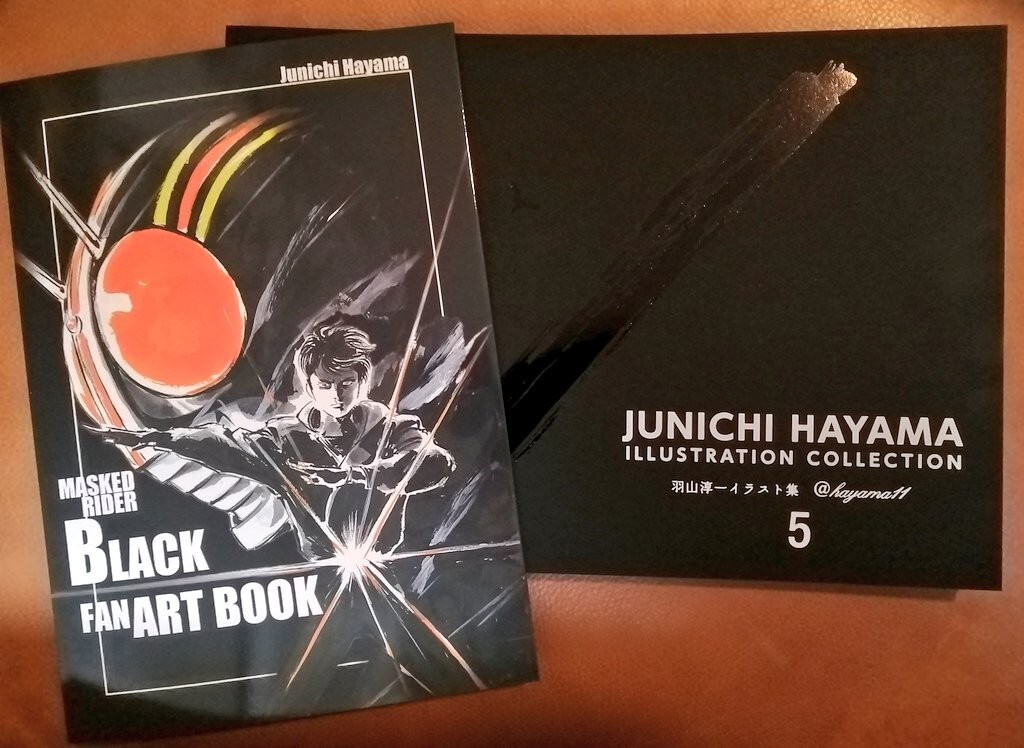 Junichi Hayama
MASKED
RIDER
BLACK
FAN ART BOOK
JUNICHI HAYAMA
ILLUSTRATION COLLECTION
羽山淳一イラスト集 @hayama11
5